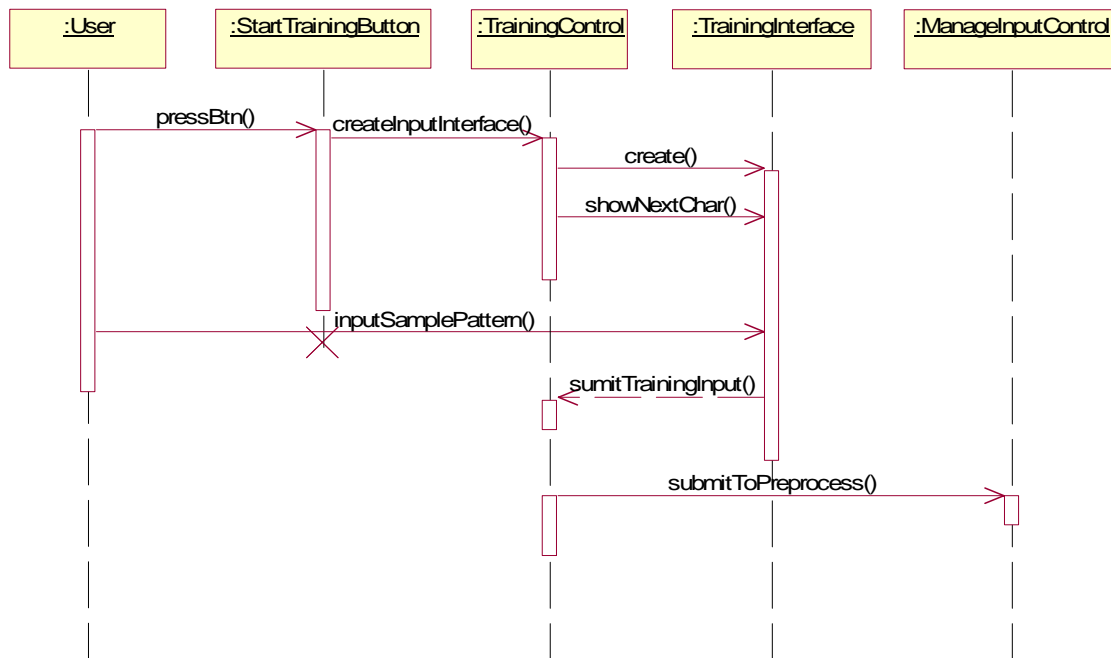 :User
:StartTrainingButton
:TrainingControl
:TrainingInterface
:ManageInputControl
pressBtn()
createInputInterface()
create()
showNextChar()
inputSamplePattern()
sumitTrainingInput()
submitToPreprocess()